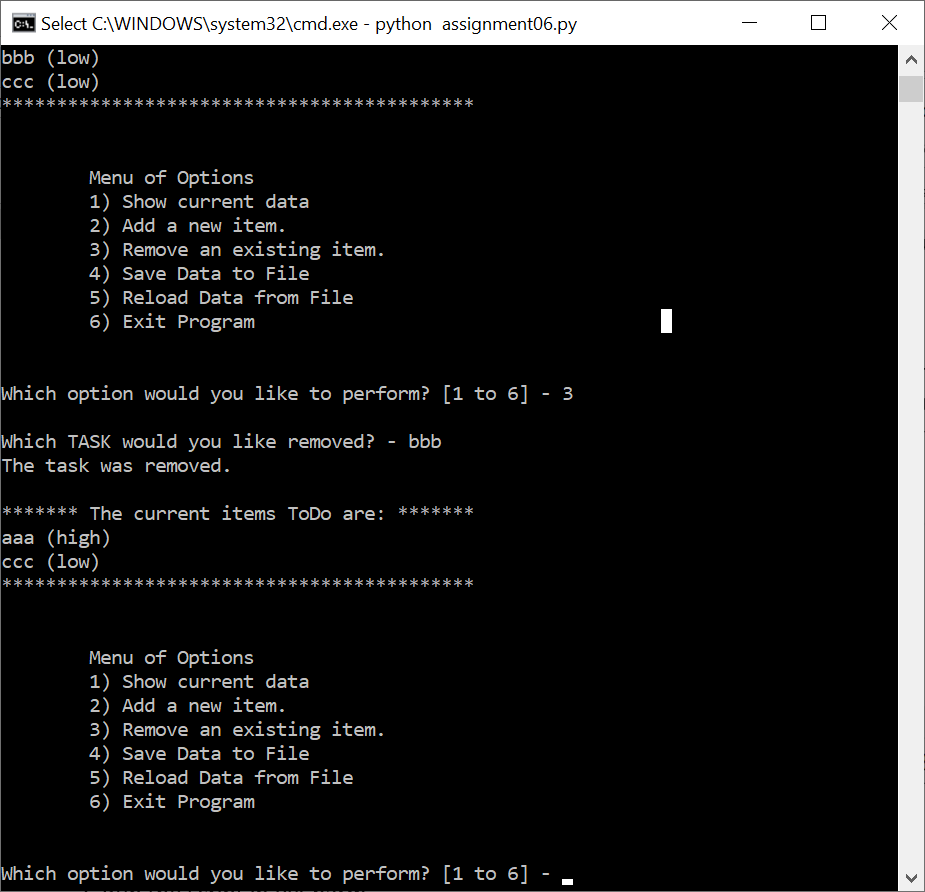 Select C:\WINDOWS\system32\cmd.exe - python  assignment06.py
bbb (low)
ccc (low)
*******************************************
Menu of Options
1) Show current data
2) Add a new item.
3) Remove an existing item.
4) Save Data to File
5) Reload Data from File
6) Exit Program
Which option would you like to perform? [1 to 6] - 3
Which TASK would you like removed? - bbb
The task was removed.
******* The current items ToDo are: *******
aaa (high)
ccc (low)
*******************************************
Menu of Options
1) Show current data
2) Add a new item.
3) Remove an existing item.
4) Save Data to File
5) Reload Data from File
6) Exit Program
Which option would you like to perform? [1 to 6] -